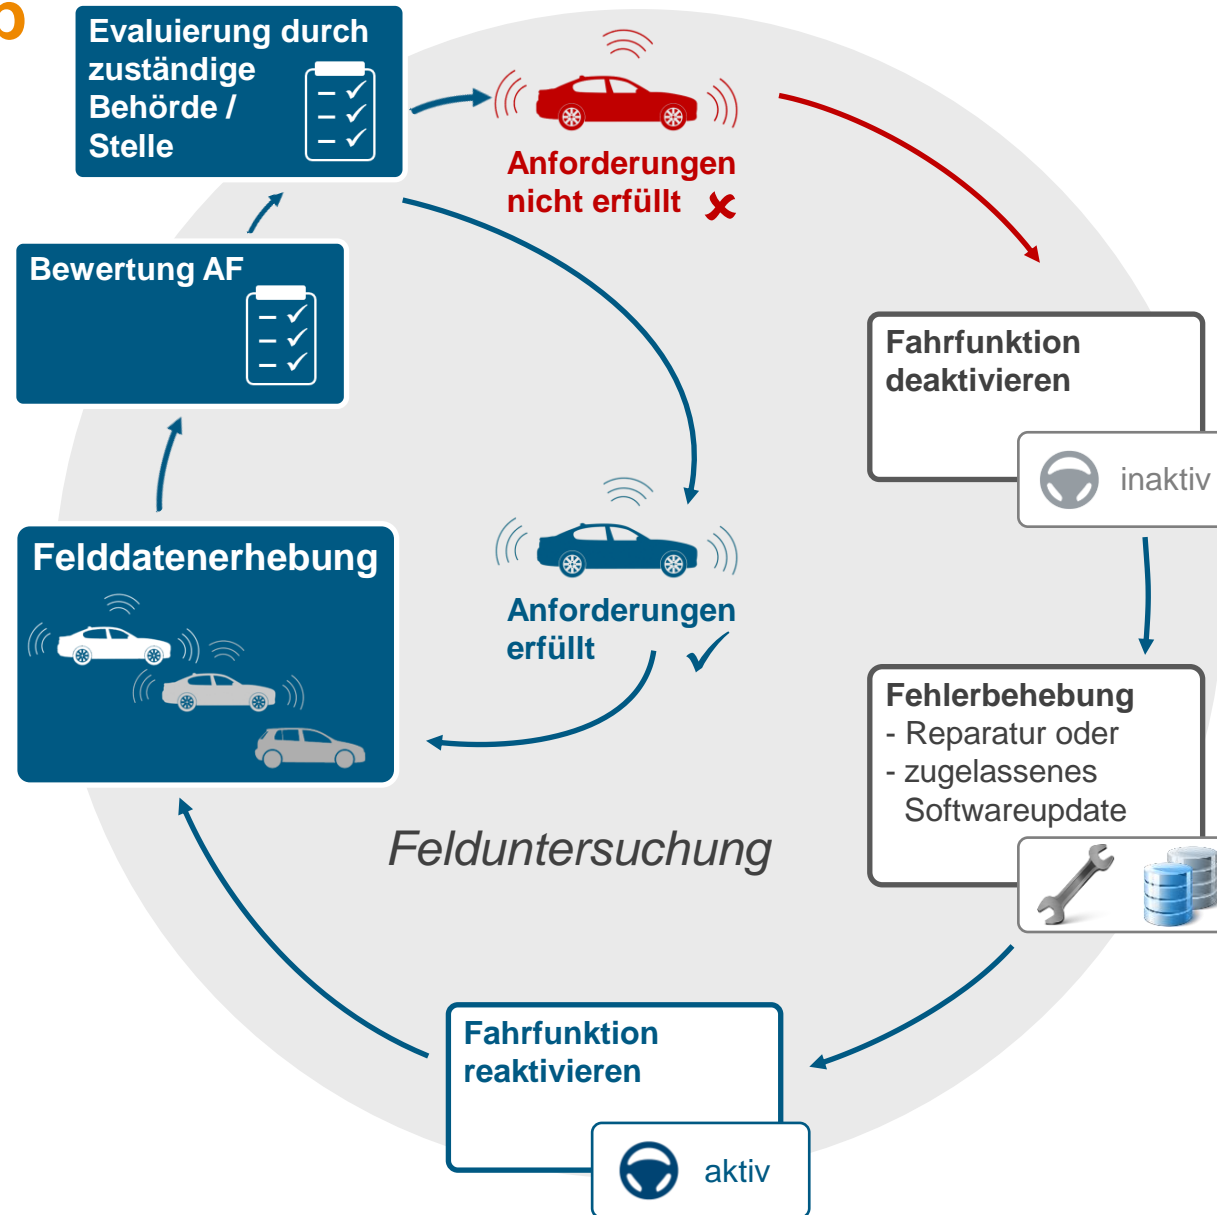 b
Evaluierung durch
zuständige
Behörde /
Stelle
Anforderungen
nicht erfüllt
Bewertung AF
Fahrfunktion
deaktivieren
inaktiv
Felddatenerhebung
Anforderungen
erfüllt
Fehlerbehebung
- Reparatur oder
- zugelassenes
Softwareupdate
Felduntersuchung
Fahrfunktion
reaktivieren
aktiv